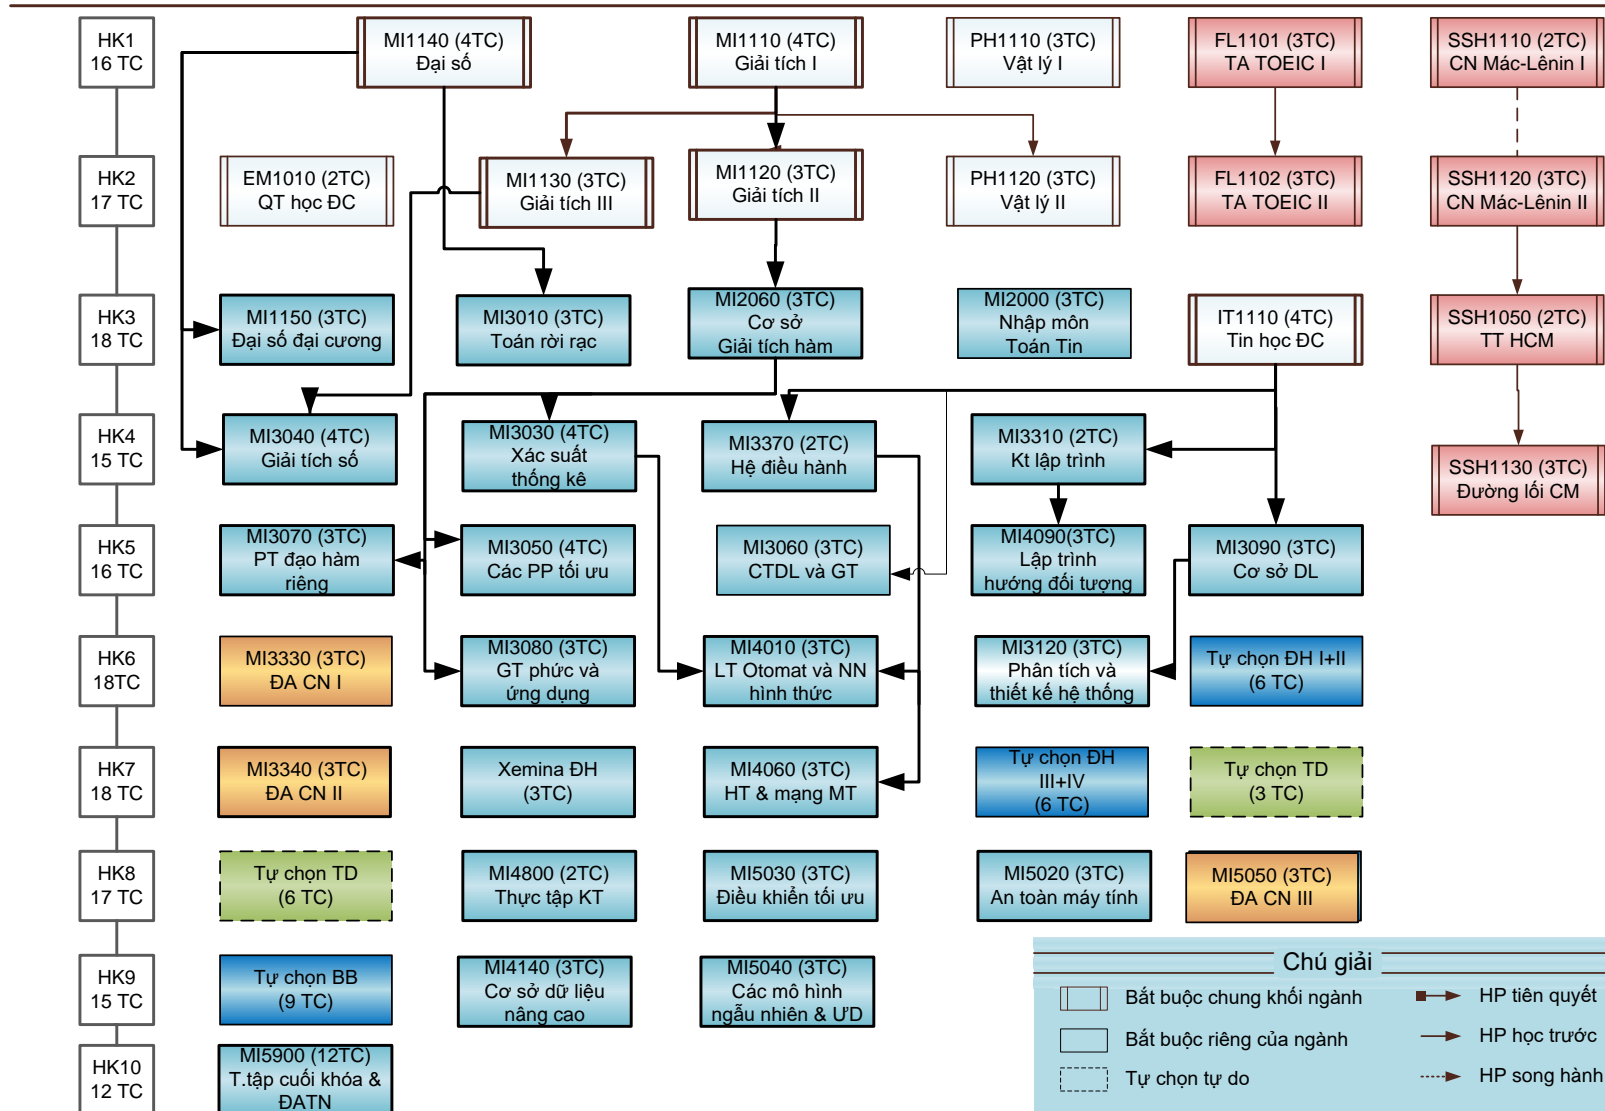 HK1
16 TC
MI1140 (4TC)
Đại số
MI1110 (4TC)
Giải tích I
PH1110 (3TC)
Vật lý I
FL1101 (3TC)
TA TOEIC I
SSH1110 (2TC)
CN Mác-Lênin I
HK2
17 TC
EM1010 (2TC)
QT học ĐC
MI1130 (3TC)
Giải tích III
MI1120 (3TC)
Giải tích II
PH1120 (3TC)
Vật lý II
FL1102 (3TC)
TA TOEIC II
SSH1120 (3TC)
CN Mác-Lênin II
HK3
18 TC
MI1150 (3TC)
Đại số đại cương
MI3010 (3TC)
Toán rời rạc
MI2060 (3TC)
Cơ sở
Giải tích hàm
MI2000 (3TC)
Nhập môn
Toán Tin
IT1110 (4TC)
Tin học ĐC
SSH1050 (2TC)
TT HCM
HK4
15 TC
MI3040 (4TC)
Giải tích số
MI3030 (4TC)
Xác suất
thống kê
MI3370 (2TC)
Hệ điều hành
MI3310 (2TC)
Kt lập trình
SSH1130 (3TC)
Đường lối CM
HK5
16 TC
MI3070 (3TC)
PT đạo hàm
riêng
MI3050 (4TC)
Các PP tối ưu
MI3060 (3TC)
CTDL và GT
MI4090(3TC)
Lập trình
hướng đối tượng
MI3090 (3TC)
Cơ sở DL
HK6
18TC
MI3330 (3TC)
ĐA CN I
MI3080 (3TC)
GT phức và
ứng dụng
MI4010 (3TC)
LT Otomat và NN
hình thức
MI3120 (3TC)
Phân tích và
thiết kế hệ thống
Tự chọn ĐH I+II
(6 TC)
HK7
18 TC
MI3340 (3TC)
ĐA CN II
Xemina ĐH
(3TC)
MI4060 (3TC)
HT & mạng MT
Tự chọn ĐH
III+IV
(6 TC)
Tự chọn TD
(3 TC)
HK8
17 TC
Tự chọn TD
(6 TC)
MI4800 (2TC)
Thực tập KT
MI5030 (3TC)
Điều khiển tối ưu
MI5020 (3TC)
An toàn máy tính
MI5050 (3TC)
ĐA CN III
HK9
15 TC
Tự chọn BB
(9 TC)
MI4140 (3TC)
Cơ sở dữ liệu
nâng cao
MI5040 (3TC)
Các mô hình
ngẫu nhiên & ƯD
HK10
12 TC
MI5900 (12TC)
T.tập cuối khóa &
ĐATN
Chú giải
Bắt buộc chung khối ngành
HP tiên quyết
Bắt buộc riêng của ngành
HP học trước
Tự chọn tự do
HP song hành